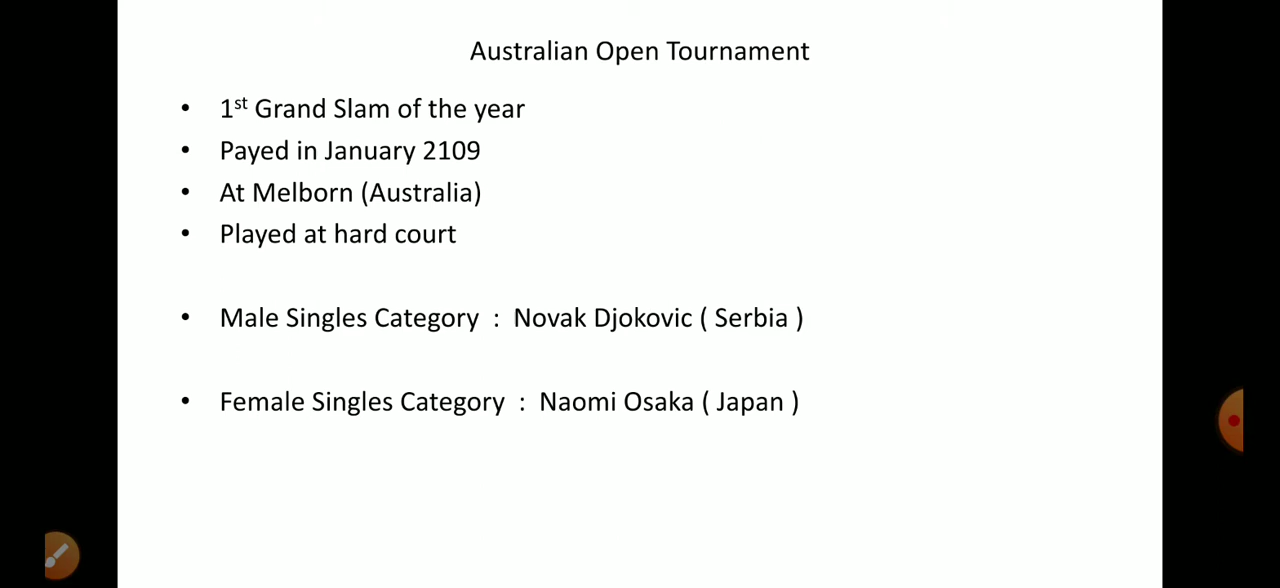 Australian Open Tournament
• 1st Grand Slam of the year
• Payed in January 2109
• At Melborn (Australia)
• Played at hard court
• Male Singles Category : Novak Djokovic ( Serbia )
• Female Singles Category : Naomi Osaka ( Japan )